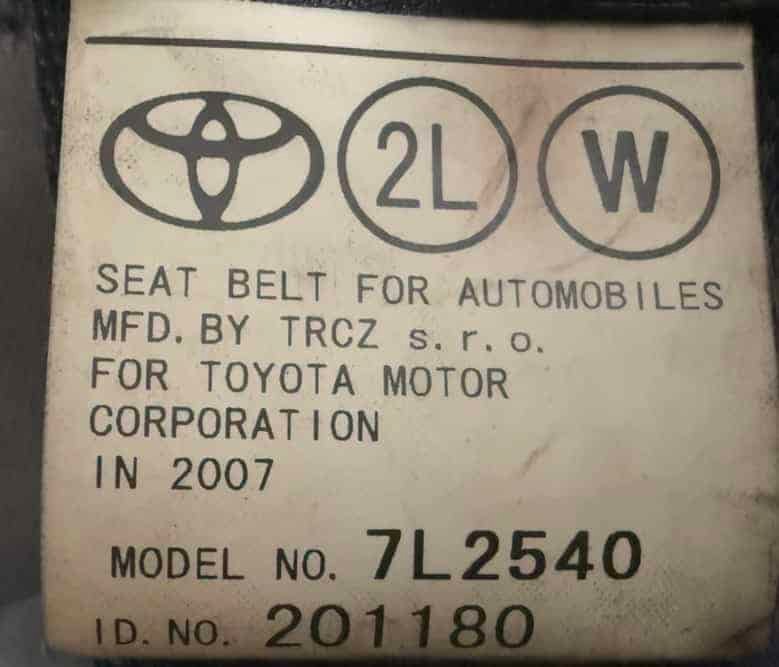 2L W
SEAT BELT FOR AUTOMOBILES
MFD. BY TRCZ s. r. o.
FOR TOYOTA MOTOR
CORPORATION
IN 2007
MODEL NO. 7L2540
ID. NO. 201180